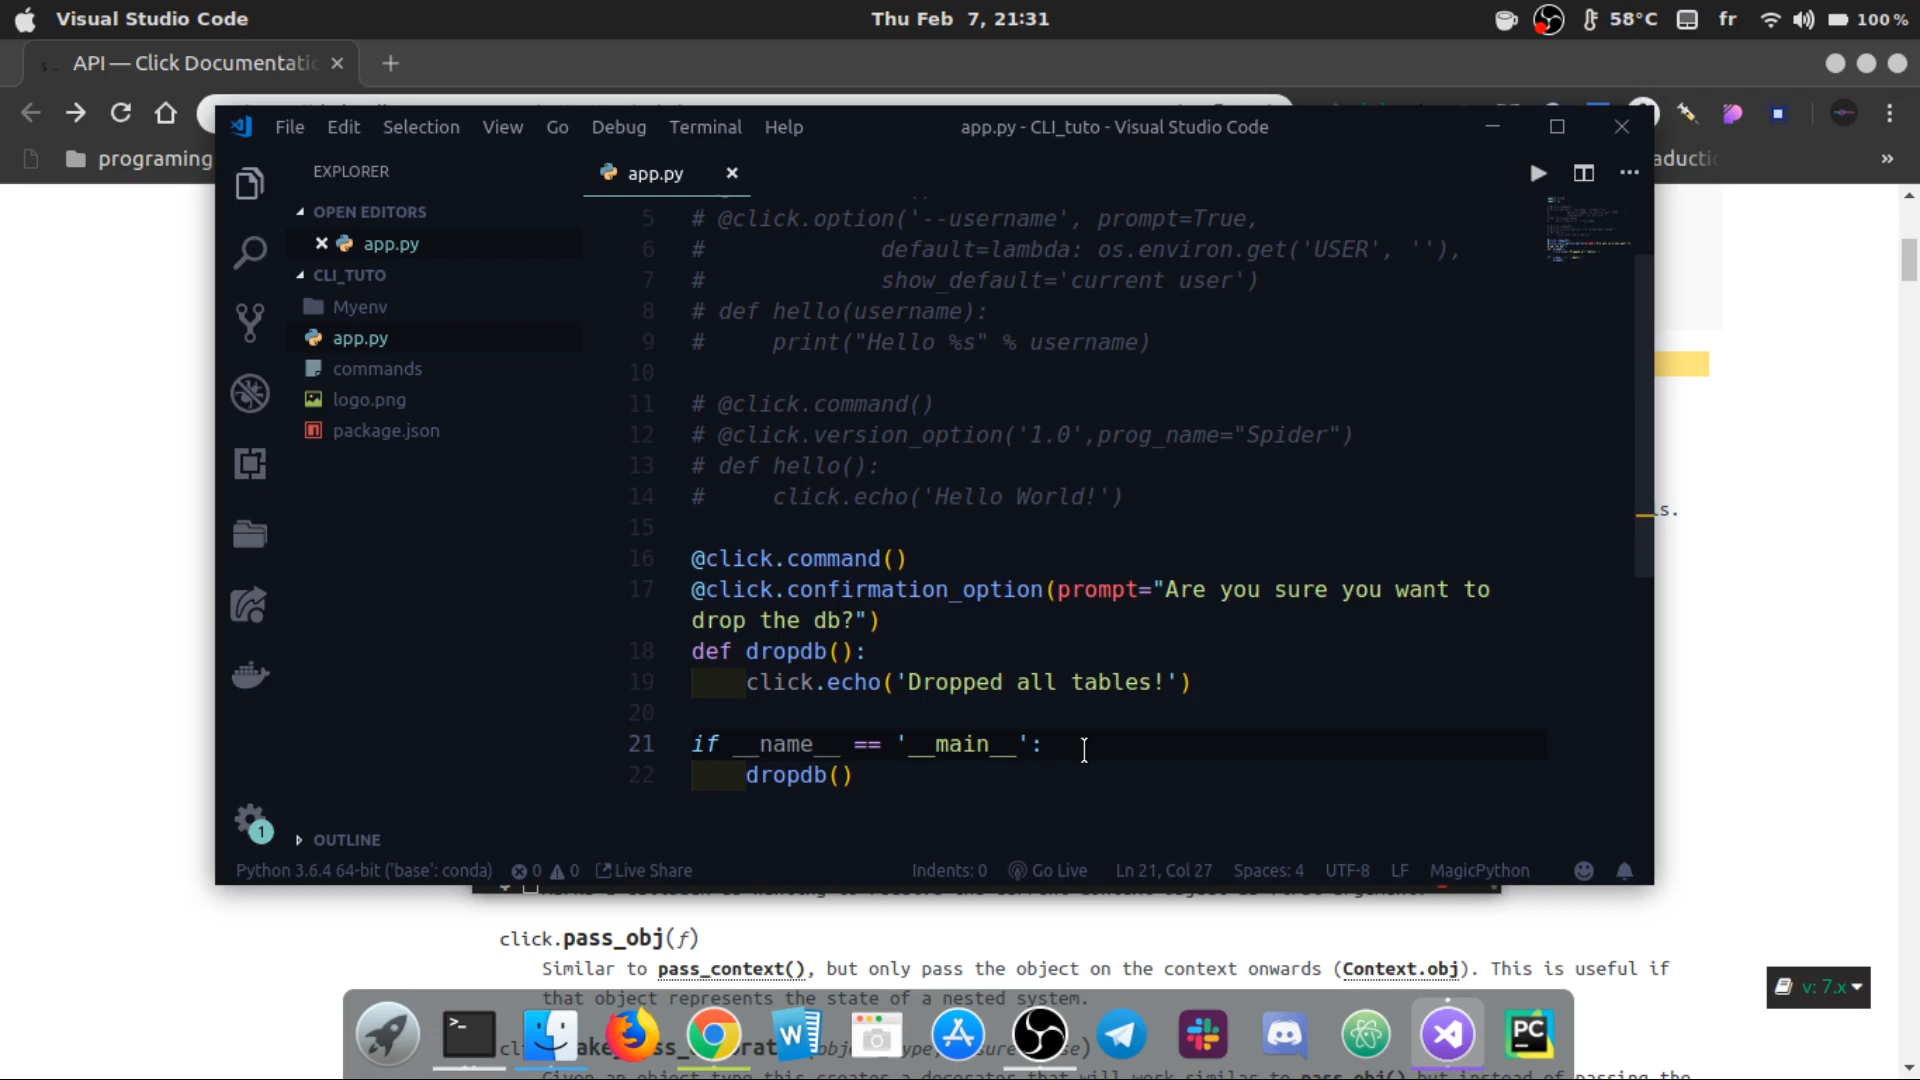 Visual Studio Code
Thu Feb 7, 21:31
58°C
fr
100 %
API — Click Documentati
programing
aducti
»
File Edit Selection View Go Debug Terminal Help
app.py - CLI_tuto - Visual Studio Code
EXPLORER
OPEN EDITORS
app.py
CLI_TUTO
Myenv
app.py
commands
logo.png
package.json
OUTLINE
1
app.py
5 # @click.option('--username', prompt=True,
6 # default=lambda: os.environ.get('USER', ''),
7 # show_default='current user')
8 # def hello(username):
9 # print("Hello %s" % username)
10
11 # @click.command()
12 # @click.version_option('1.0',prog_name="Spider")
13 # def hello():
14 # click.echo('Hello World!')
15
16 @click.command()
17 @click.confirmation_option(prompt="Are you sure you want to
drop the db?")
18 def dropdb():
19 click.echo('Dropped all tables!')
20
21 if __name__ == '__main__':
22 dropdb()
Python 3.6.4 64-bit ('base': conda) 0 0 Live Share Indents: 0 Go Live Ln 21, Col 27 Spaces: 4 UTF-8 LF MagicPython
click.pass_obj(f)
Similar to pass_context(), but only pass the object on the context onwards (Context.obj). This is useful if
that object represents the state of a nested system.
v: 7.x
W
PC